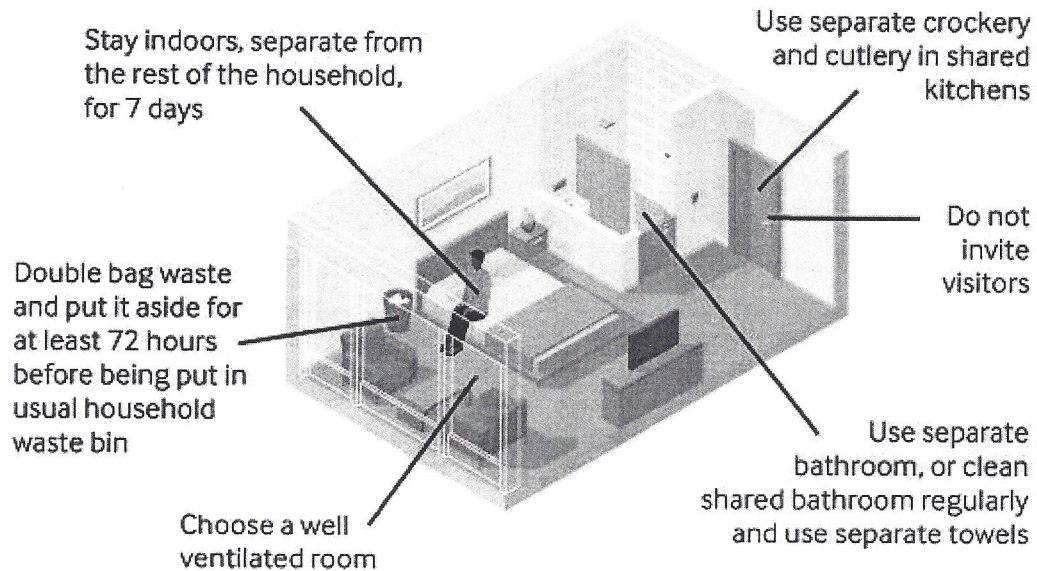 Stay indoors, separate from
the rest of the household,
for 7 days
Use separate crockery
and cutlery in shared
kitchens
Do not
invite
visitors
Double bag waste
and put it aside for
at least 72 hours
before being put in
usual household
waste bin
Use separate
bathroom, or clean
shared bathroom regularly
and use separate towels
Choose a well
ventilated room